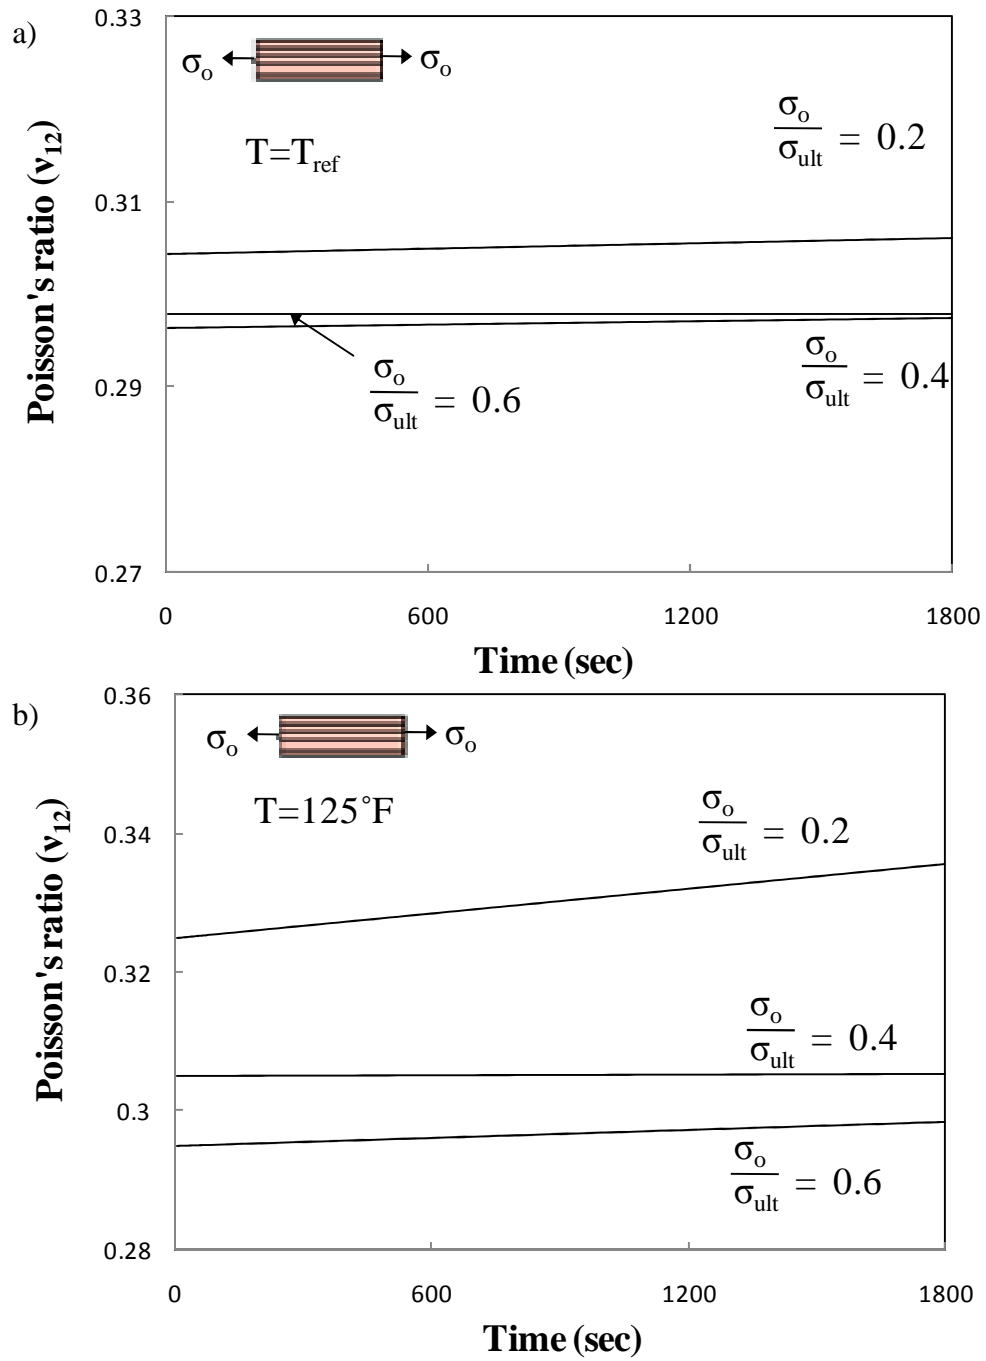 a)
0.33
σo σo
T=Tref
σo/σult = 0.2
0.31
σo/σult = 0.4
σo/σult = 0.6
0.29
0.27
0 600 1200 1800
Poisson's ratio (ν12)
Time (sec)
b)
0.36
σo σo
T=125°F
σo/σult = 0.2
0.34
0.32
σo/σult = 0.4
0.3
σo/σult = 0.6
0.28
0 600 1200 1800
Poisson's ratio (ν12)
Time (sec)